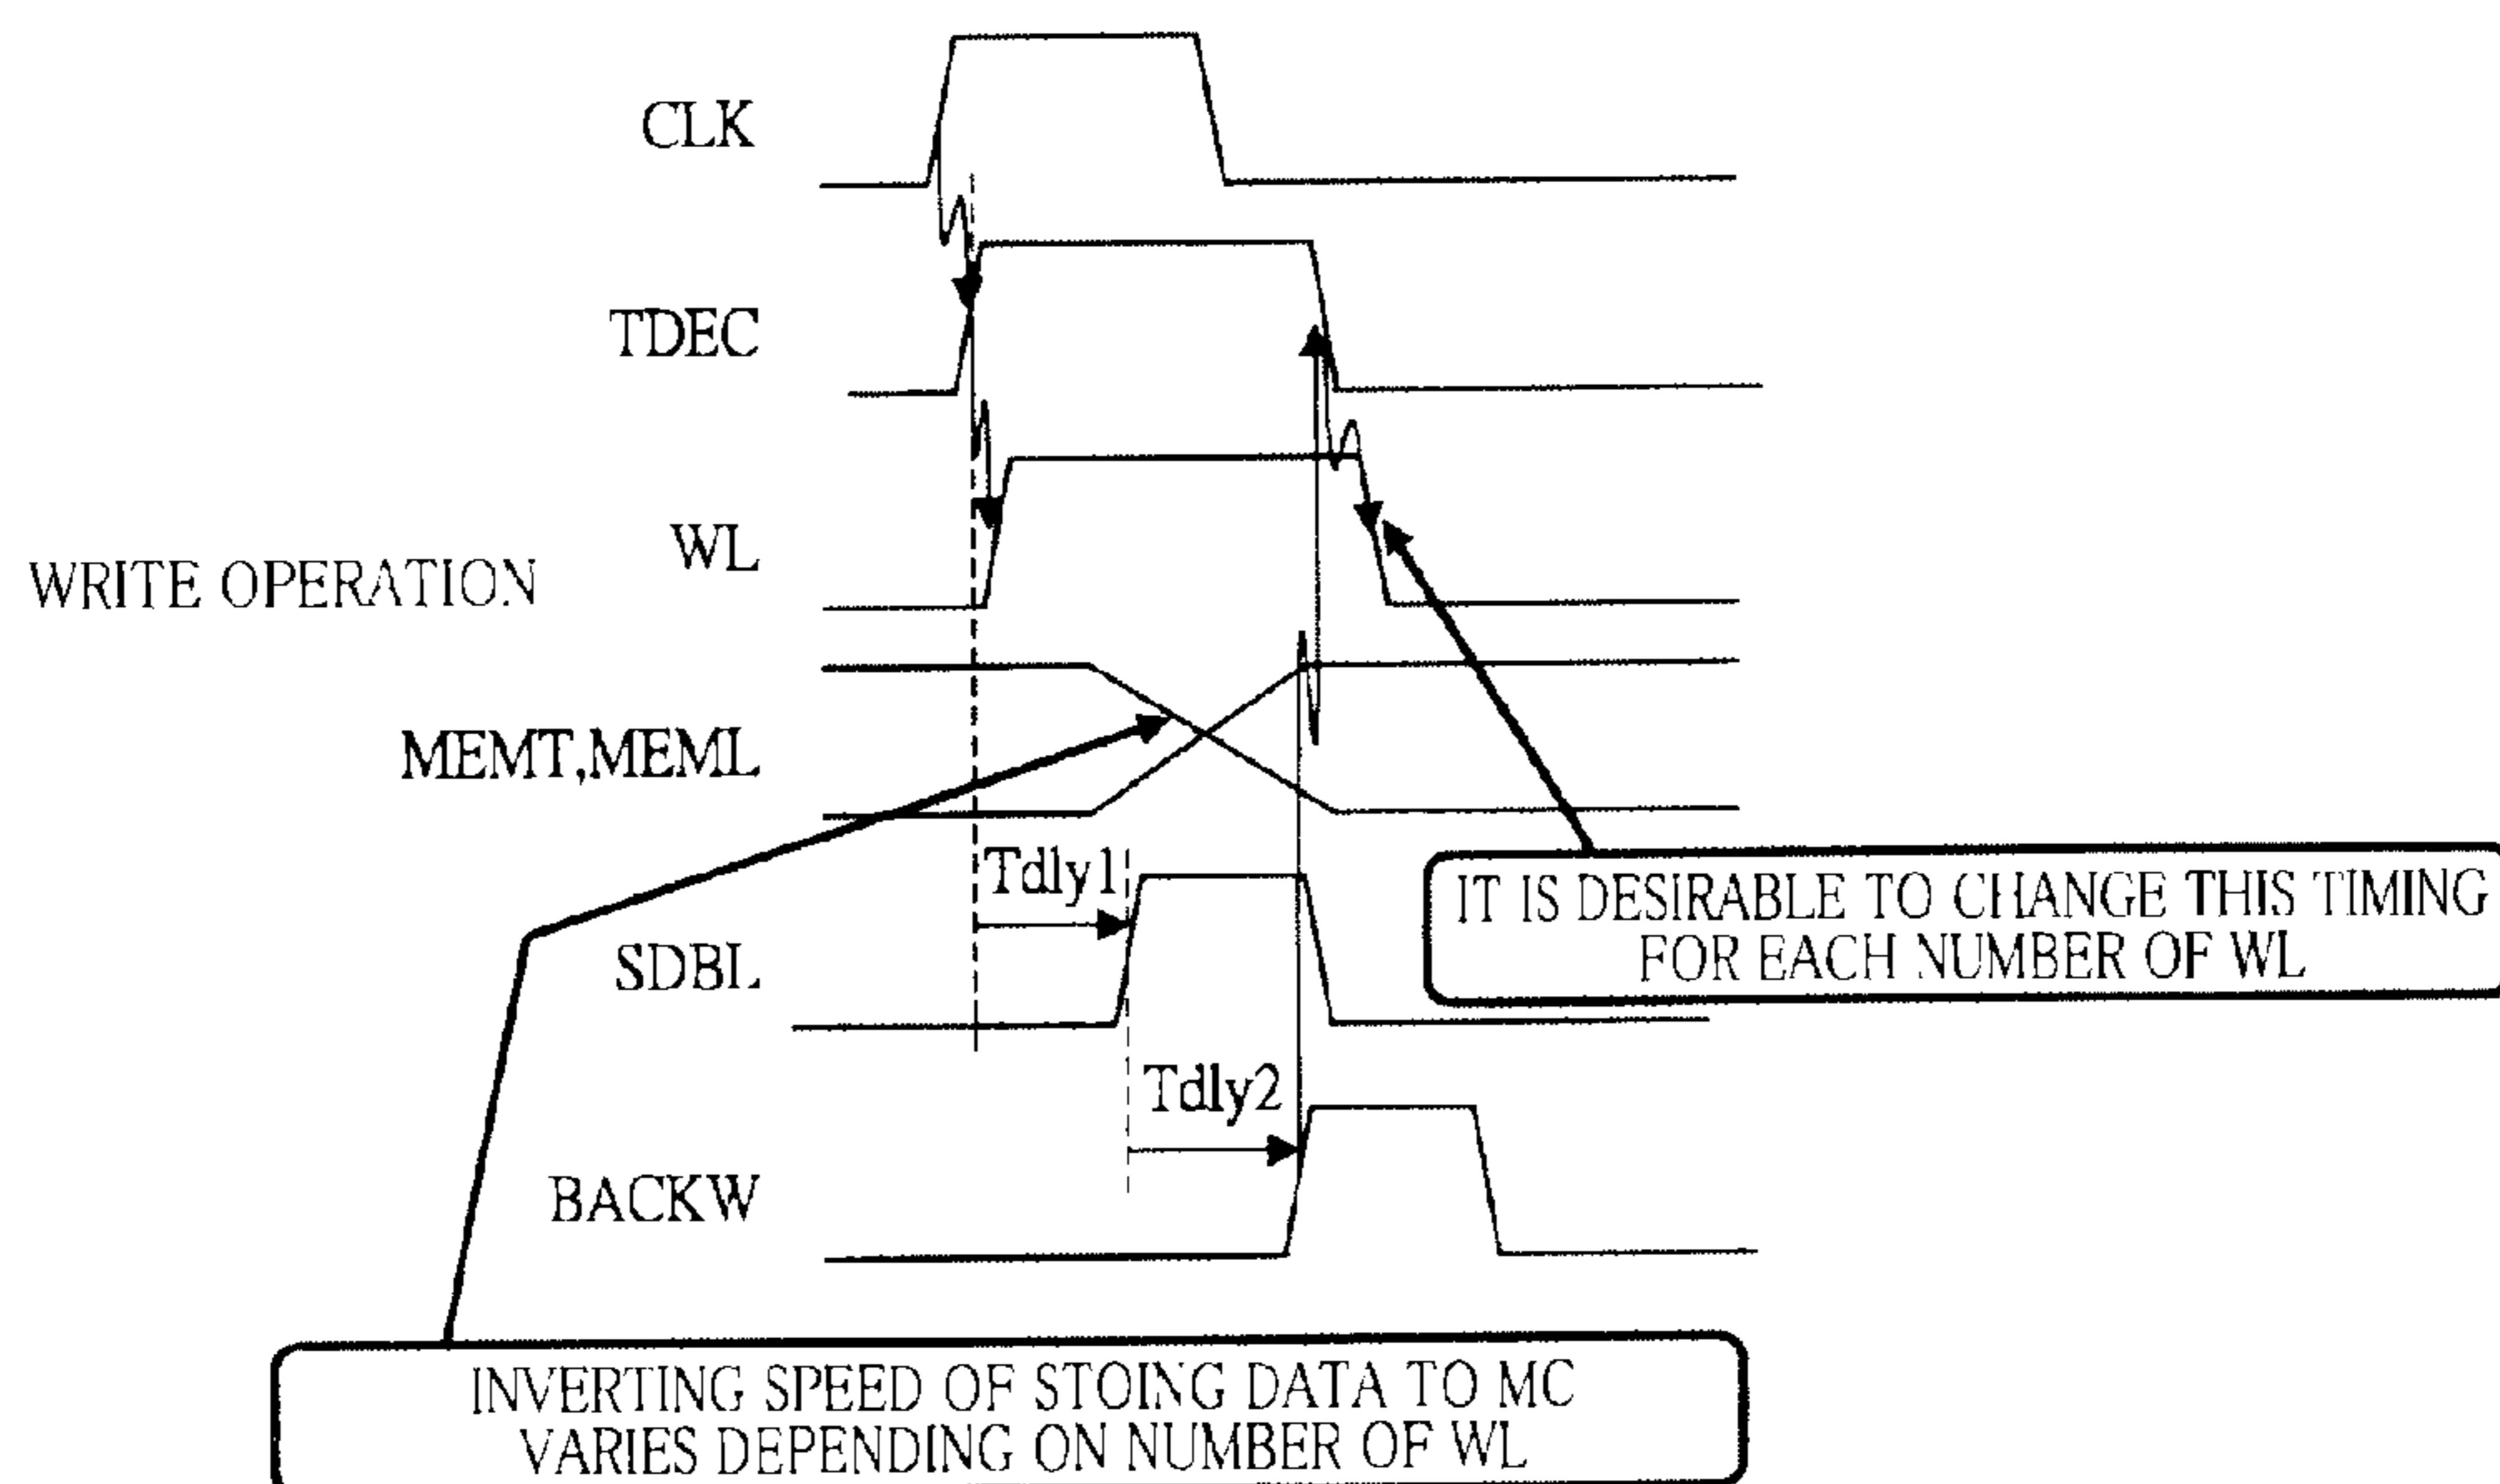 CLK
TDEC
WL
WRITE OPERATION
MEMT,MEML
Tdly1
SDBL
IT IS DESIRABLE TO CHANGE THIS TIMING
FOR EACH NUMBER OF WL
Tdly2
BACKW
INVERTING SPEED OF STOING DATA TO MC
VARIES DEPENDING ON NUMBER OF WL